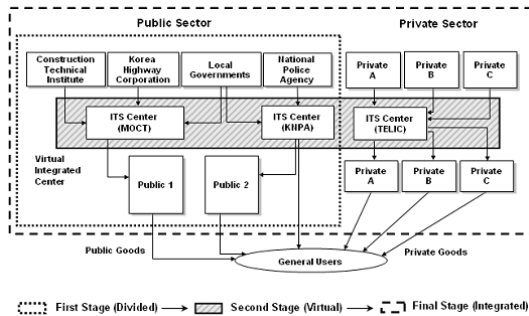 Public Sector
Private Sector
Construction
Technical
Institute
Korea
Highway
Corporation
Local
Governments
National
Police
Agency
Private
A
Private
B
Private
C
ITS Center
(MOCT)
ITS Center
(KNPA)
ITS Center
(TELIC)
Virtual
Integrated
Center
Public 1
Public 2
Private
A
Private
B
Private
C
Public Goods
Private Goods
General Users
First Stage (Divided)
Second Stage (Virtual)
Final Stage (Integrated)